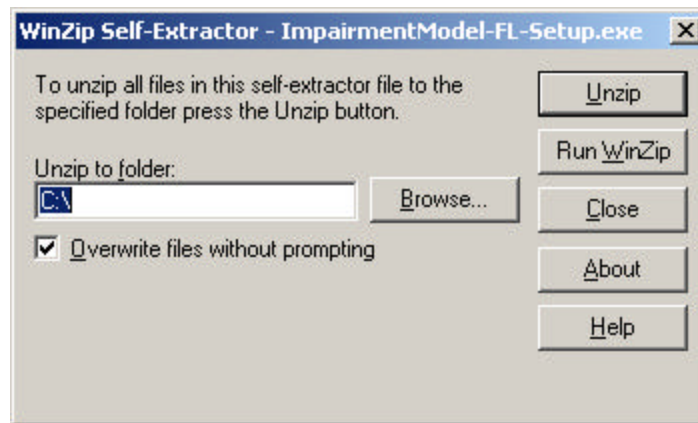 WinZip Self-Extractor - ImpairmentModel-FL-Setup.exe
To unzip all files in this self-extractor file to the
specified folder press the Unzip button.
Unzip to folder:
C:\
Browse...
Overwrite files without prompting
Unzip
Run WinZip
Close
About
Help